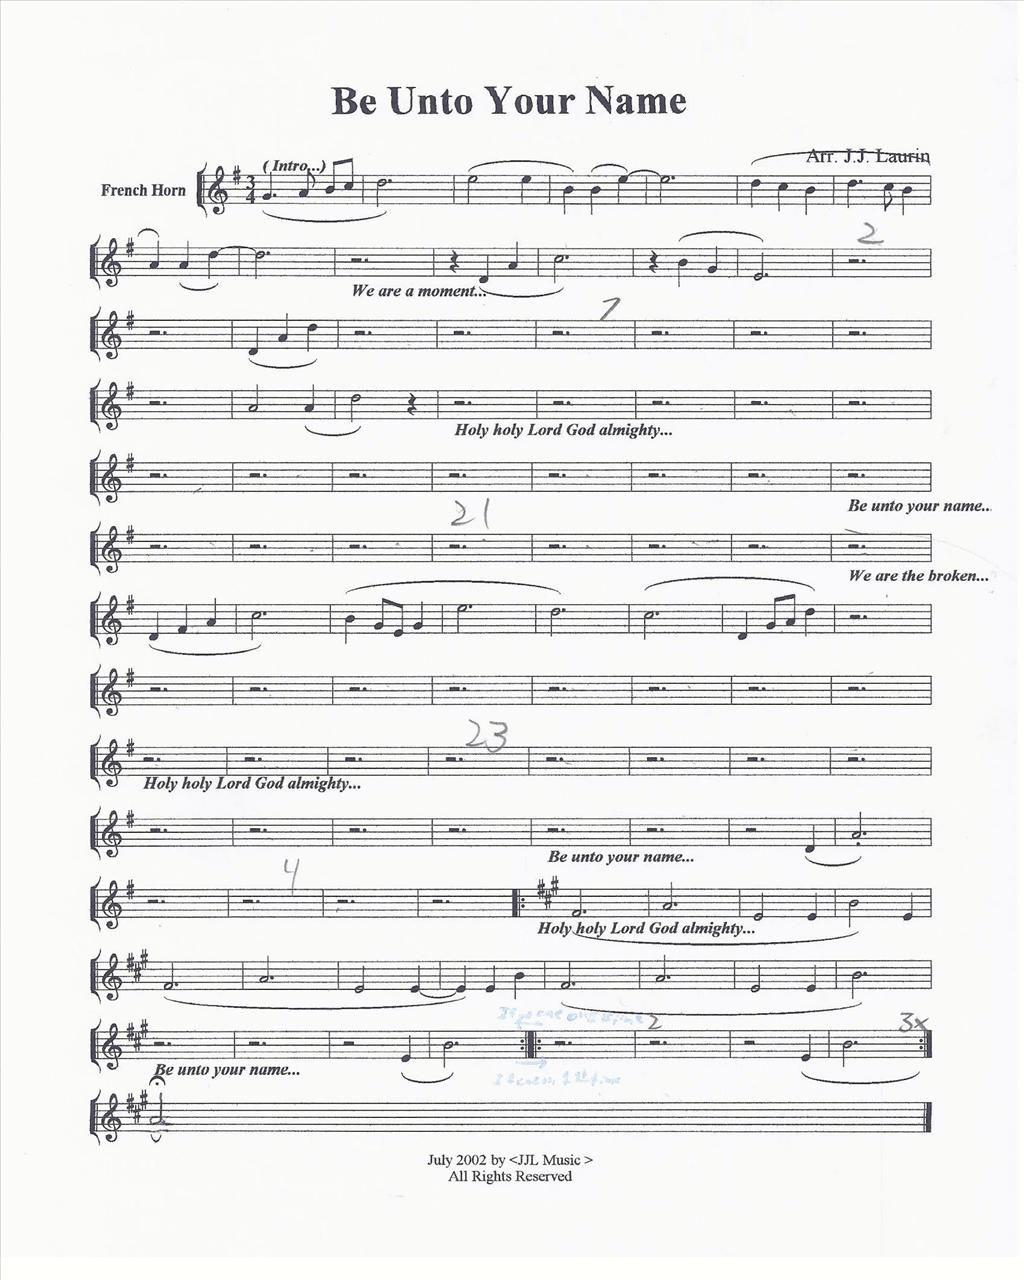 Be Unto Your Name
Arr. J.J. Laurin
( Intro...)
French Horn
3
4
2
We are a moment...
7
Holy holy Lord God almighty...
Be unto your name...
21
We are the broken...
23
Holy holy Lord God almighty...
Be unto your name...
4
Holy holy Lord God almighty...
2
3x
Be unto your name...
July 2002 by <JJL Music >
All Rights Reserved